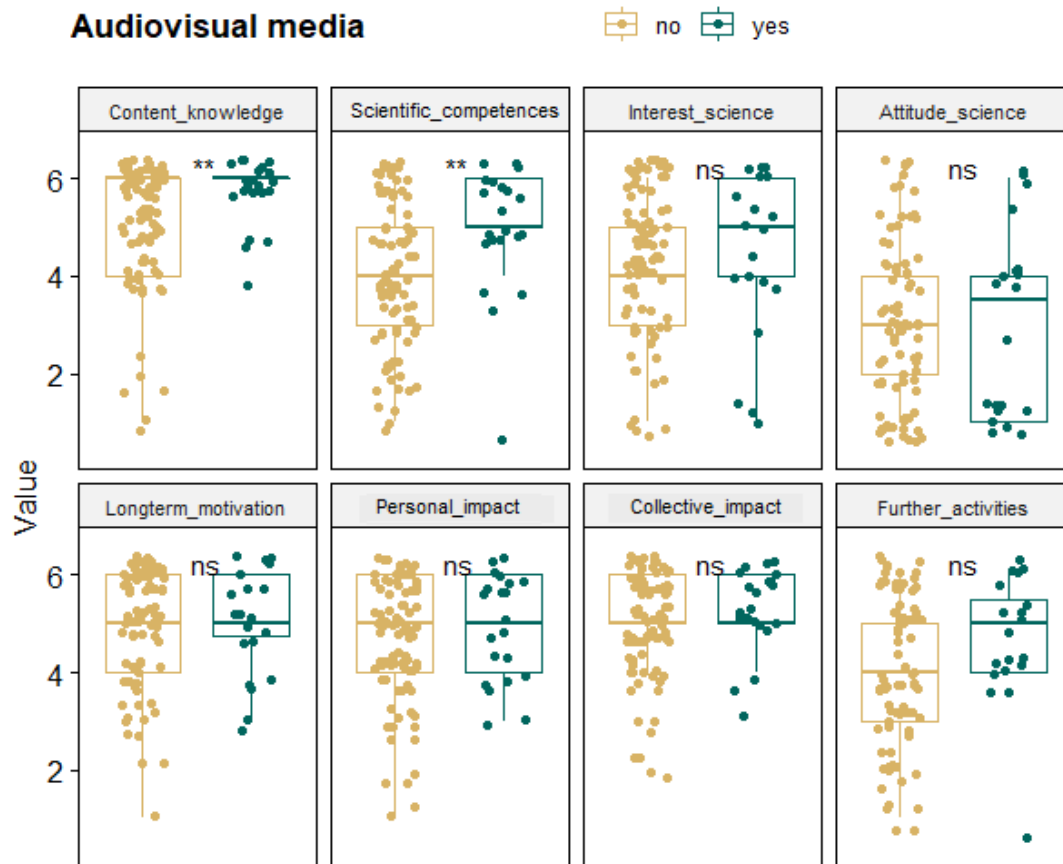 Audiovisual media no yes
Content_knowledge Scientific_competences Interest_science Attitude_science
** ** ns ns
6
4
2
Value
Longterm_motivation Personal_impact Collective_impact Further_activities
ns ns ns ns
6
4
2